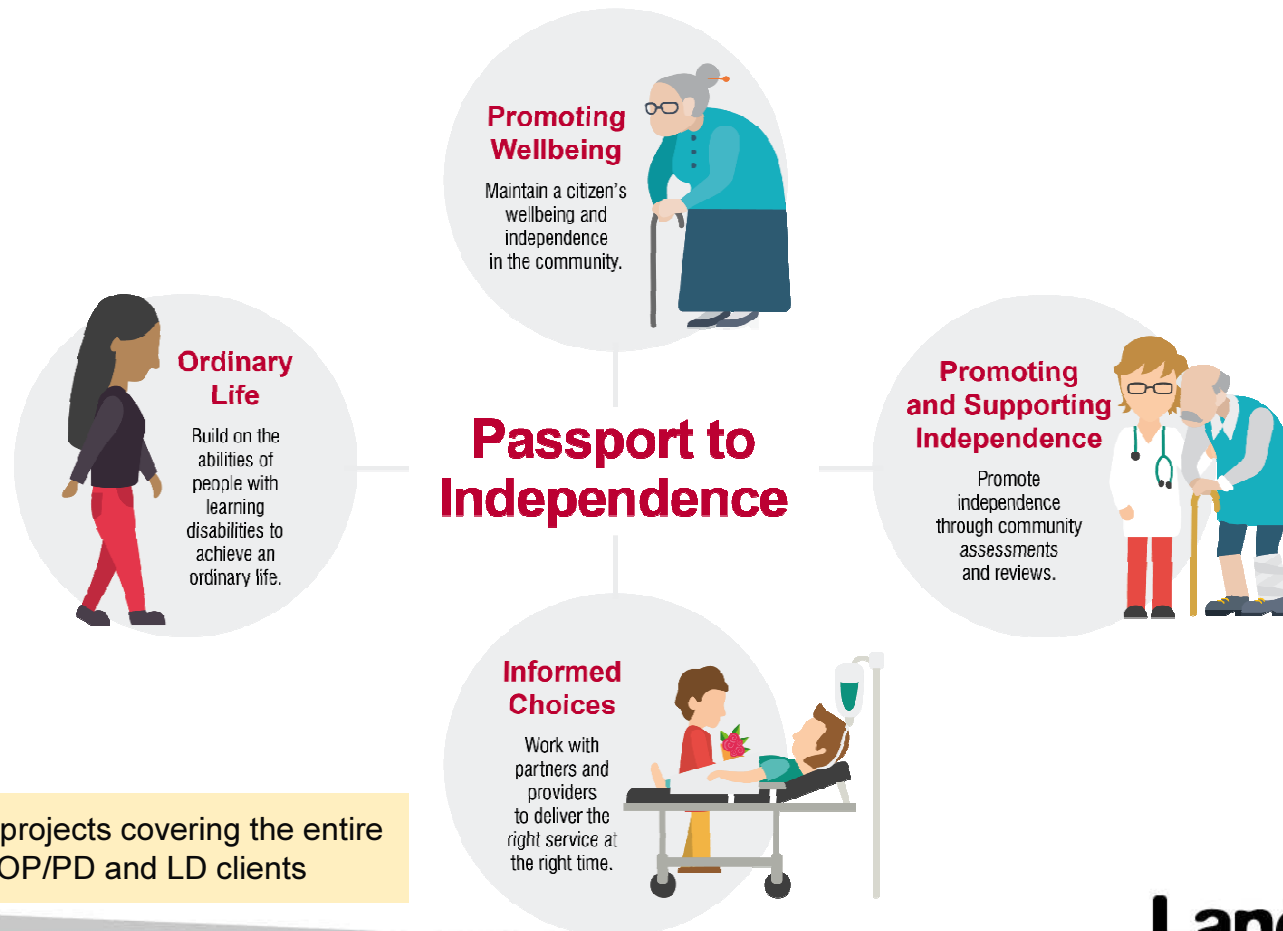 Promoting
Wellbeing
Maintain a citizen's
wellbeing and
independence
in the community.
Ordinary
Life
Build on the
abilities of
people with
learning
disabilities to
achieve an
ordinary life.
Passport to
Independence
Promoting
and Supporting
Independence
Promote
independence
through community
assessments
and reviews.
Informed
Choices
Work with
partners and
providers
to deliver the
right service at
the right time.
projects covering the entire
OP/PD and LD clients